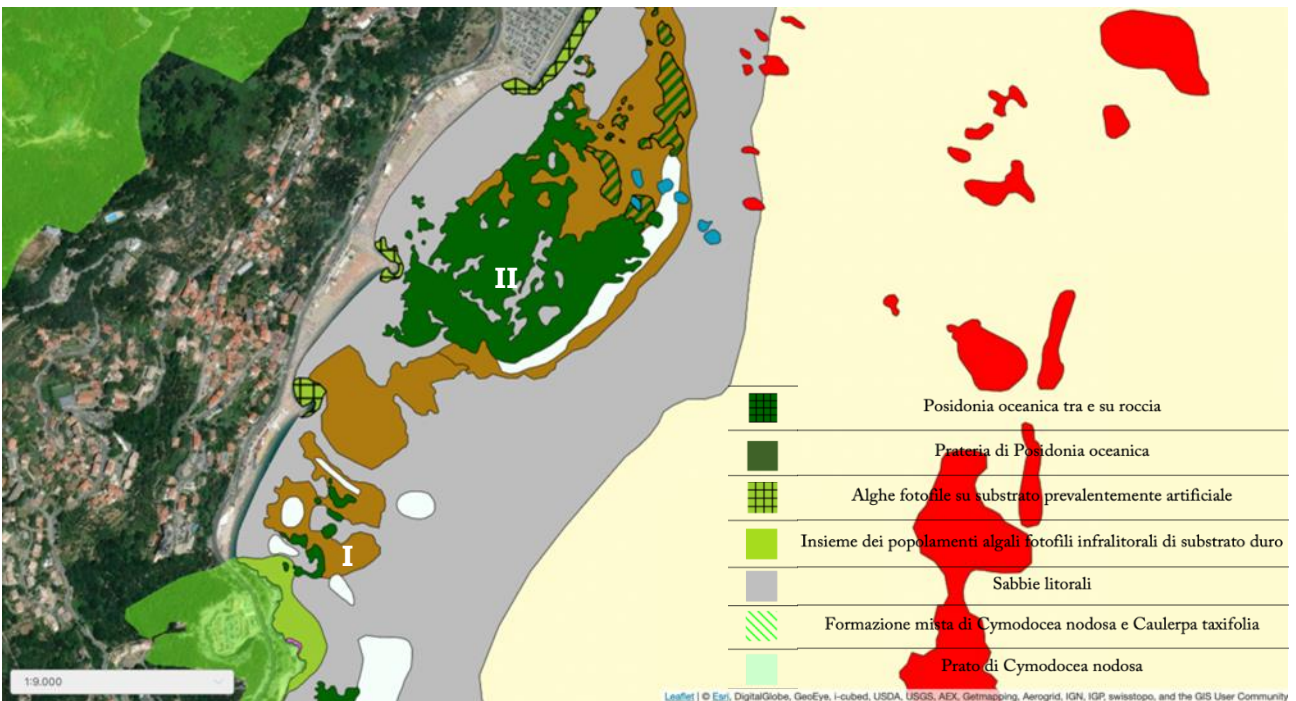 II
I
Posidonia oceanica tra e su roccia
Prateria di Posidonia oceanica
Alghe fotofile su substrato prevalentemente artificiale
Insieme dei popolamenti algali fotofili infralitorali di substrato duro
Sabbie litorali
Formazione mista di Cymodocea nodosa e Caulerpa taxifolia
Prato di Cymodocea nodosa
1:9.000
Leaflet | © Esri, DigitalGlobe, GeoEye, i-cubed, USDA, USGS, AEX, Getmapping, Aerogrid, IGN, IGP, swisstopo, and the GIS User Community